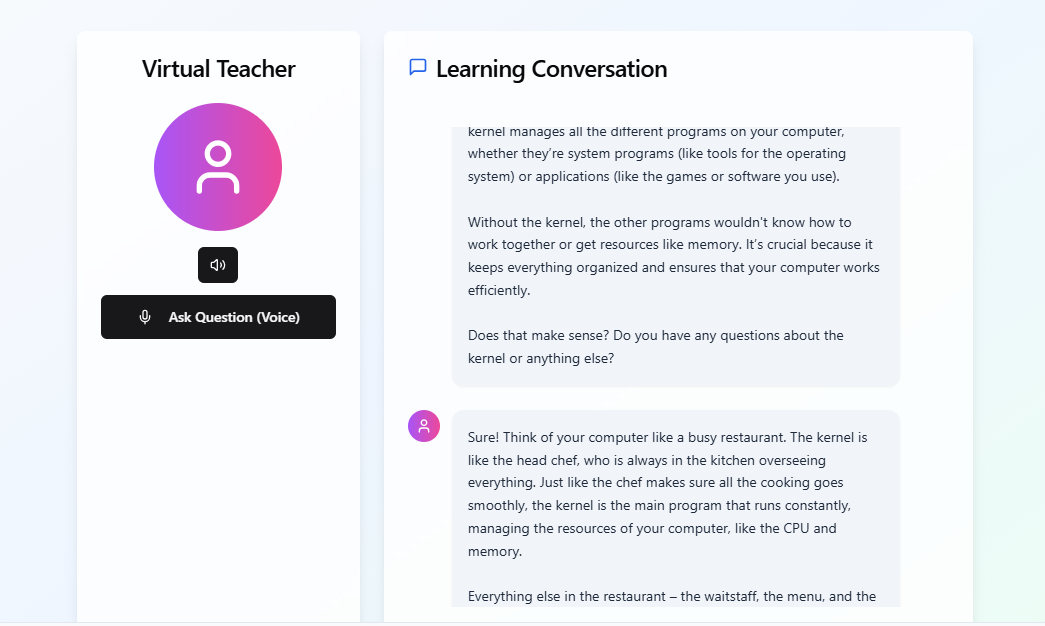 Virtual Teacher
Ask Question (Voice)
Learning Conversation
kernel manages all the different programs on your computer,
whether they’re system programs (like tools for the operating
system) or applications (like the games or software you use).
Without the kernel, the other programs wouldn't know how to
work together or get resources like memory. It’s crucial because it
keeps everything organized and ensures that your computer works
efficiently.
Does that make sense? Do you have any questions about the
kernel or anything else?
Sure! Think of your computer like a busy restaurant. The kernel is
like the head chef, who is always in the kitchen overseeing
everything. Just like the chef makes sure all the cooking goes
smoothly, the kernel is the main program that runs constantly,
managing the resources of your computer, like the CPU and
memory.
Everything else in the restaurant – the waitstaff, the menu, and the